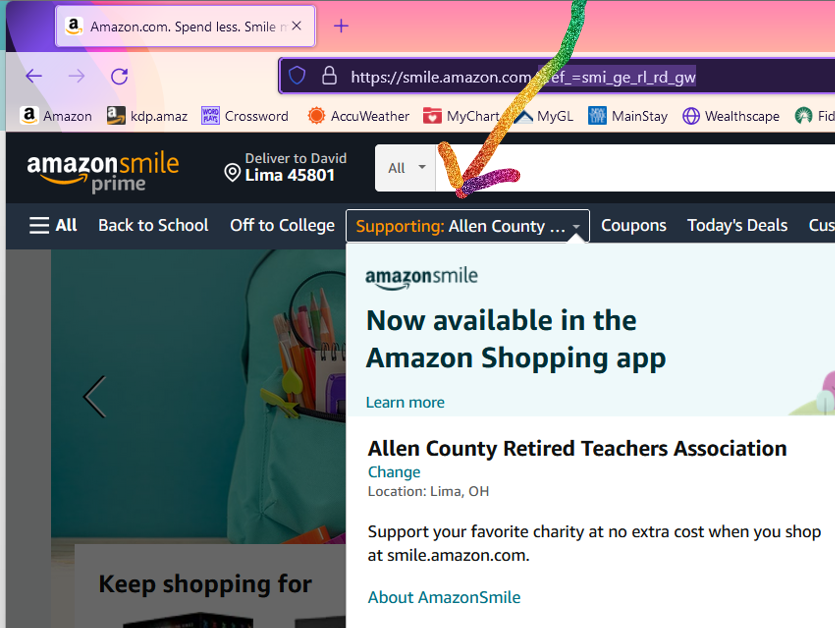 a Amazon.com. Spend less. Smile
https://smile.amazon.com ef_=smi_ge_rl_rd_gw
a Amazon a kdp.amaz WORD PLAYS Crossword AccuWeather MyChart MyGL MainStay Wealthscape Fid
amazonsmile
prime
Deliver to David
Lima 45801
All
All Back to School Off to College Supporting: Allen County ... Coupons Today's Deals Cus
amazonsmile
Now available in the
Amazon Shopping app
Learn more
Allen County Retired Teachers Association
Change
Location: Lima, OH
Support your favorite charity at no extra cost when you shop
at smile.amazon.com.
About AmazonSmile
Keep shopping for